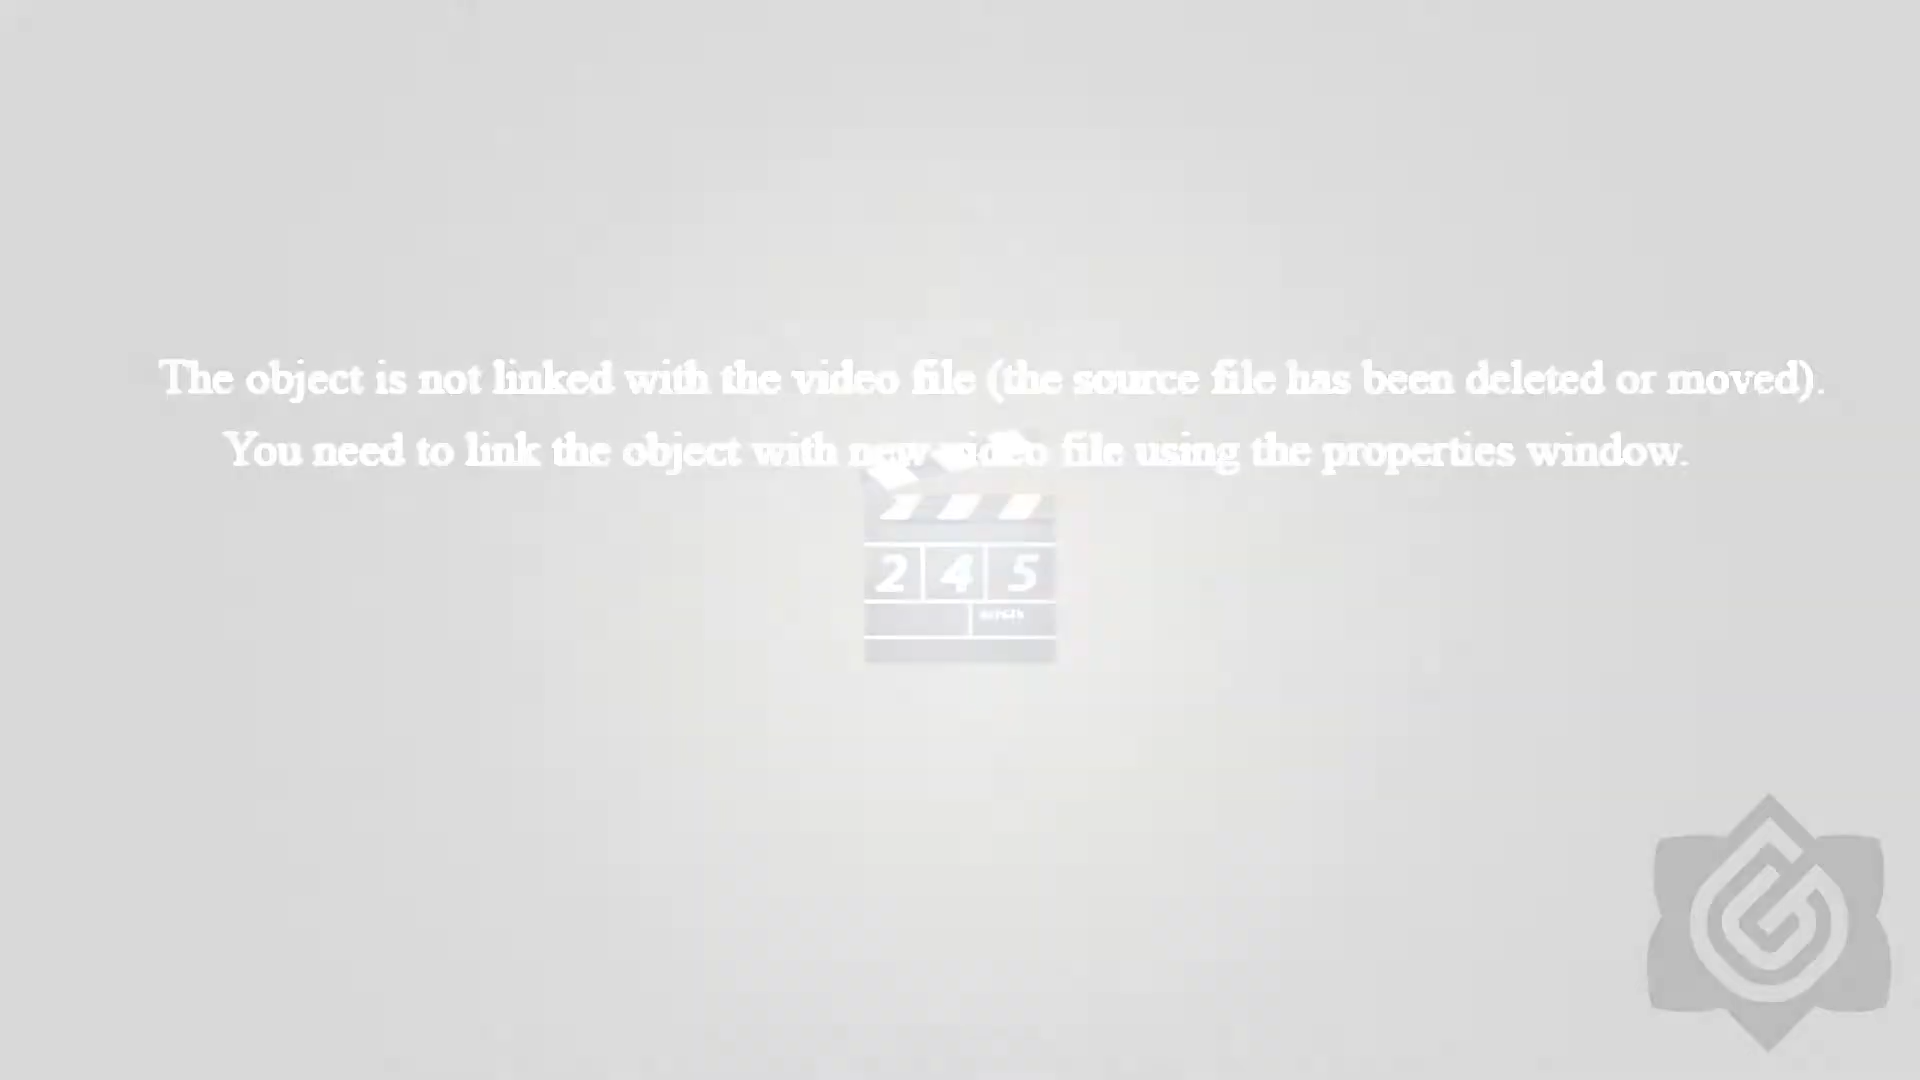 The object is not linked with the video file (the source file has been deleted or moved).
You need to link the object with new video file using the properties window.
2 4 5